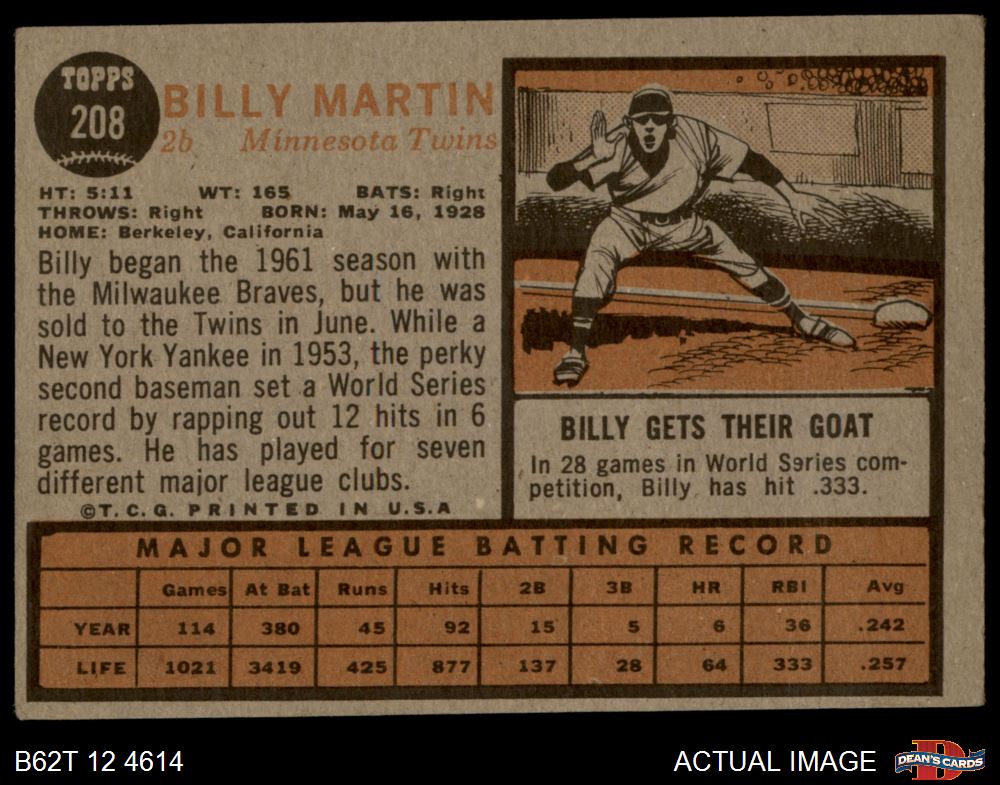 TOPPS
208
BILLY MARTIN
2b Minnesota Twins
HT: 5:11 WT: 165 BATS: Right
THROWS: Right BORN: May 16, 1928
HOME: Berkeley, California
Billy began the 1961 season with
the Milwaukee Braves, but he was
sold to the Twins in June. While a
New York Yankee in 1953, the perky
second baseman set a World Series
record by rapping out 12 hits in 6
games. He has played for seven
different major league clubs.
©T.C.G. PRINTED IN U.S.A
BILLY GETS THEIR GOAT
In 28 games in World Series com-
petition, Billy has hit .333.
MAJOR LEAGUE BATTING RECORD
Games At Bat Runs Hits 2B 3B HR RBI Avg
YEAR 114 380 45 92 15 5 6 36 .242
LIFE 1021 3419 425 877 137 28 64 333 .257
B62T 12 4614
ACTUAL IMAGE
DEAN'S CARDS